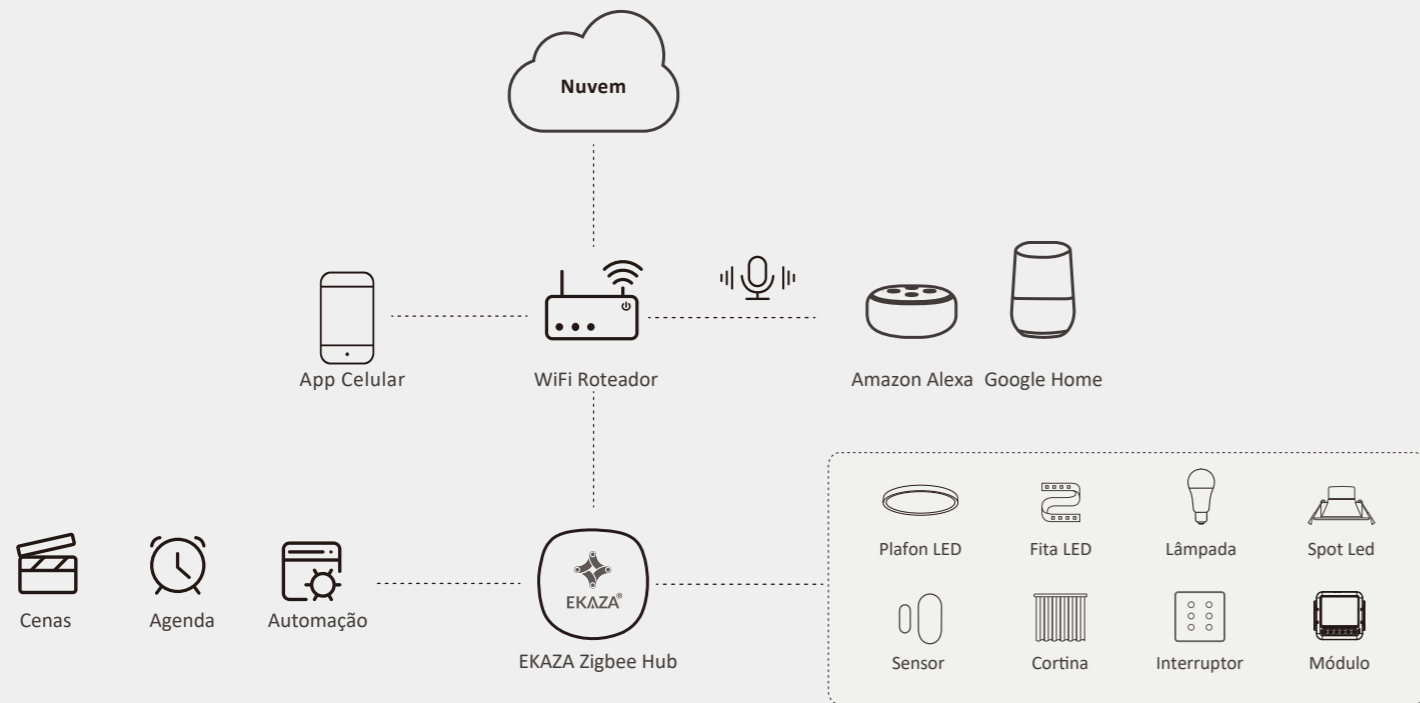 Nuvem
App Celular
WiFi Roteador
Amazon Alexa
Google Home
Plafon LED
Fita LED
Lâmpada
Spot Led
Cenas
Agenda
Automação
EKAZA®
EKAZA Zigbee Hub
Sensor
Cortina
Interruptor
Módulo